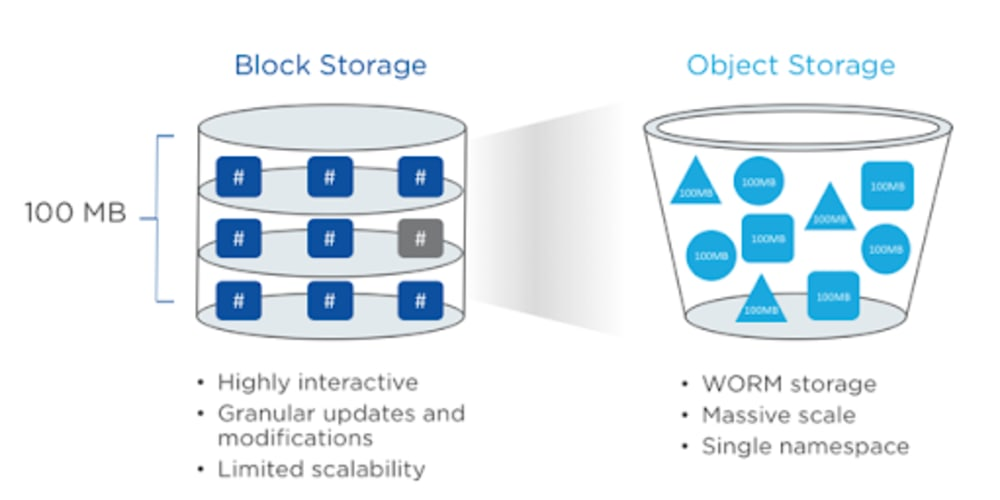 Block Storage
Object Storage
100 MB
# # #
# # #
# # #
100MB
100MB
100MB
100MB
100MB
100MB
100MB
100MB
100MB
• Highly interactive
• Granular updates and
modifications
• Limited scalability
• WORM storage
• Massive scale
• Single namespace